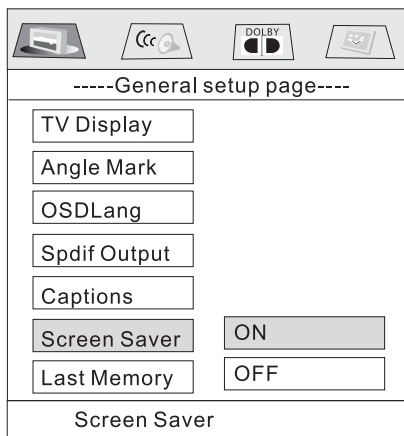 DOLBY
-----General setup page----
TV Display
Angle Mark
OSDLang
Spdif Output
Captions
Screen Saver ON
Last Memory OFF
Screen Saver